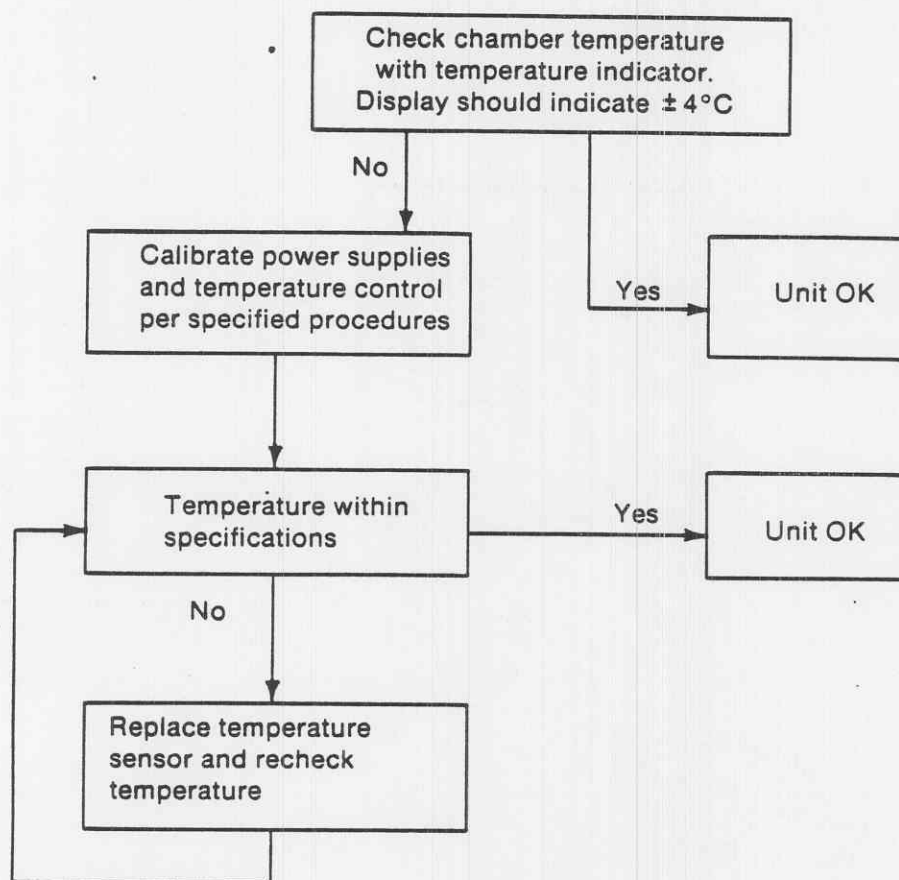 Check chamber temperature
with temperature indicator.
Display should indicate ± 4°C
No
Calibrate power supplies
and temperature control
per specified procedures
Yes
Unit OK
Temperature within
specifications
Yes
Unit OK
No
Replace temperature
sensor and recheck
temperature